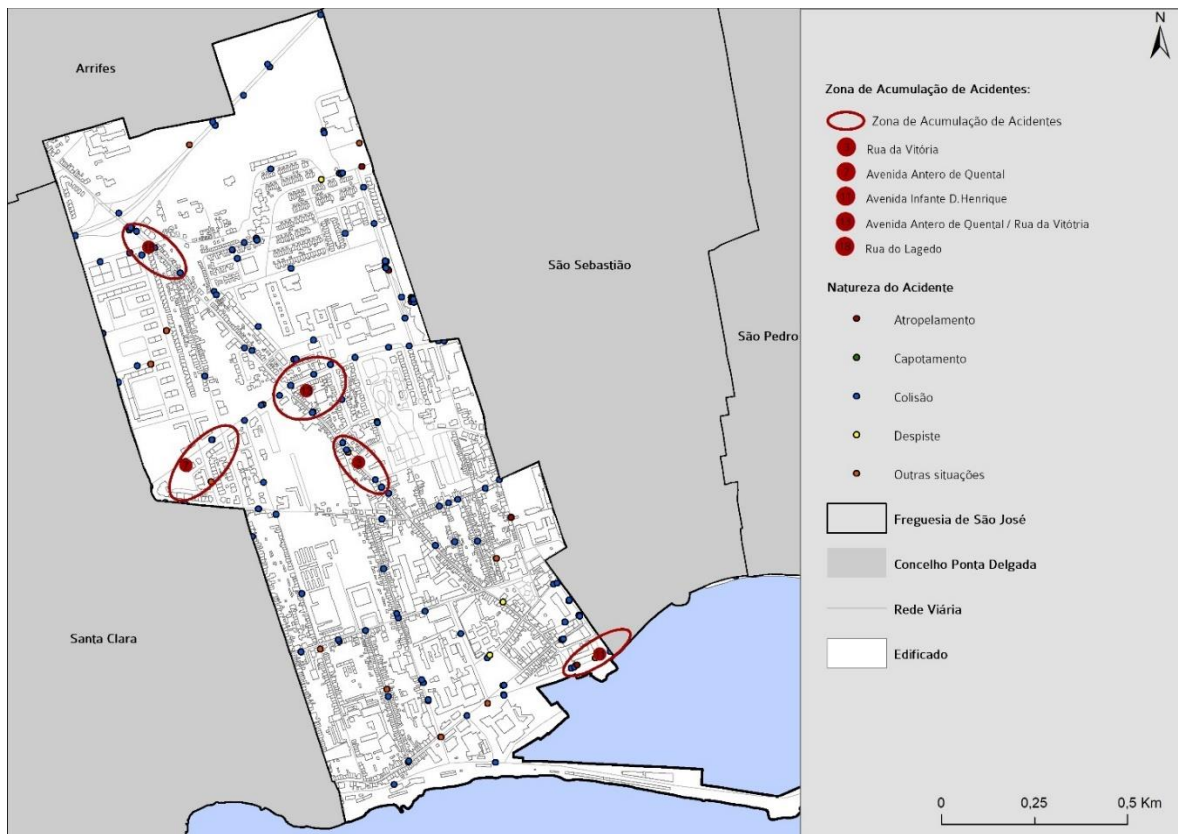 Arrifes
São Sebastião
São Pedro
Santa Clara
N
Zona de Acumulação de Acidentes:
Zona de Acumulação de Acidentes
Rua da Vitória
Avenida Antero de Quental
Avenida Infante D.Henrique
Avenida Antero de Quental / Rua da Vitótria
Rua do Lagedo
Natureza do Acidente
Atropelamento
Capotamento
Colisão
Despiste
Outras situações
Freguesia de São José
Concelho Ponta Delgada
Rede Viária
Edificado
0 0,25 0,5 Km